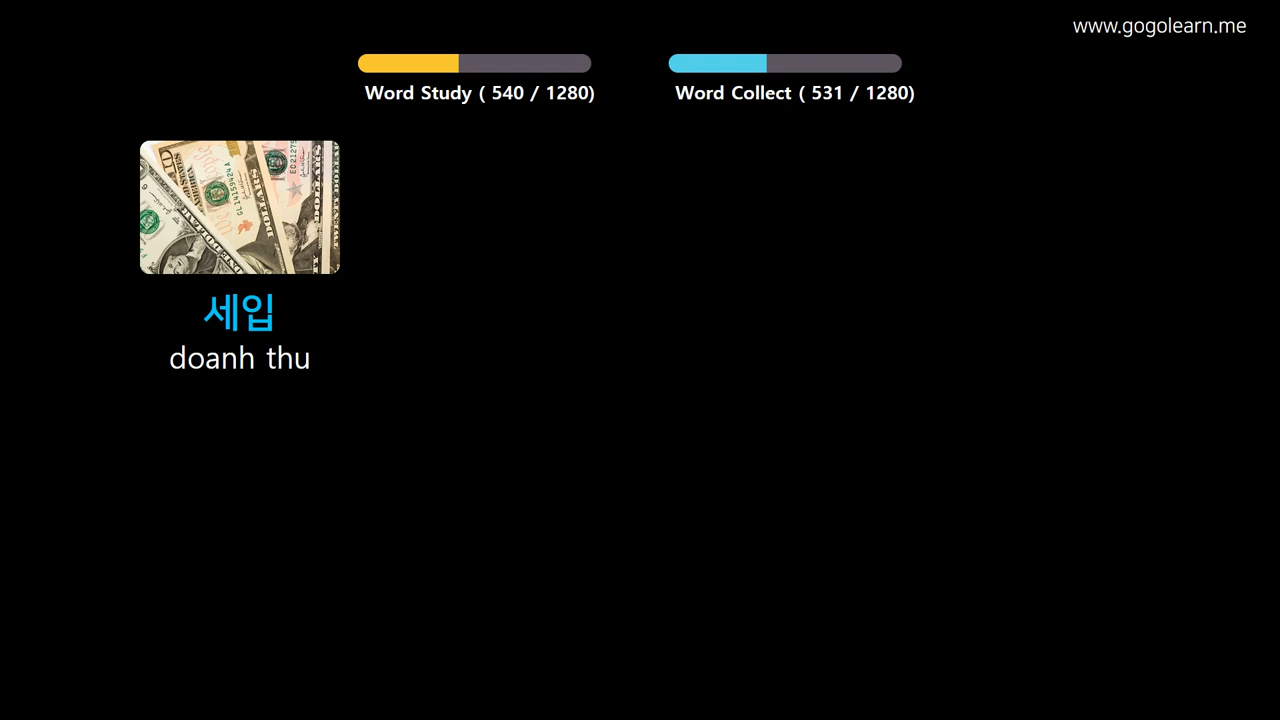 www.gogolearn.me
Word Study ( 540 / 1280)
Word Collect ( 531 / 1280)
세입
doanh thu